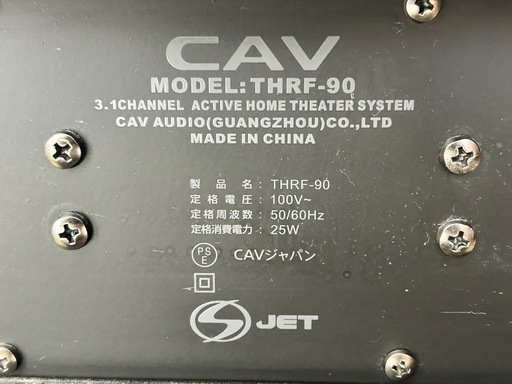 CAV
MODEL:THRF-90
3.1CHANNEL ACTIVE HOME THEATER SYSTEM
CAV AUDIO(GUANGZHOU)CO.,LTD
MADE IN CHINA
製品名: THRF-90
定格電圧: 100V~
定格周波数: 50/60Hz
定格消費電力: 25W
PS
E CAVジャパン
S JET